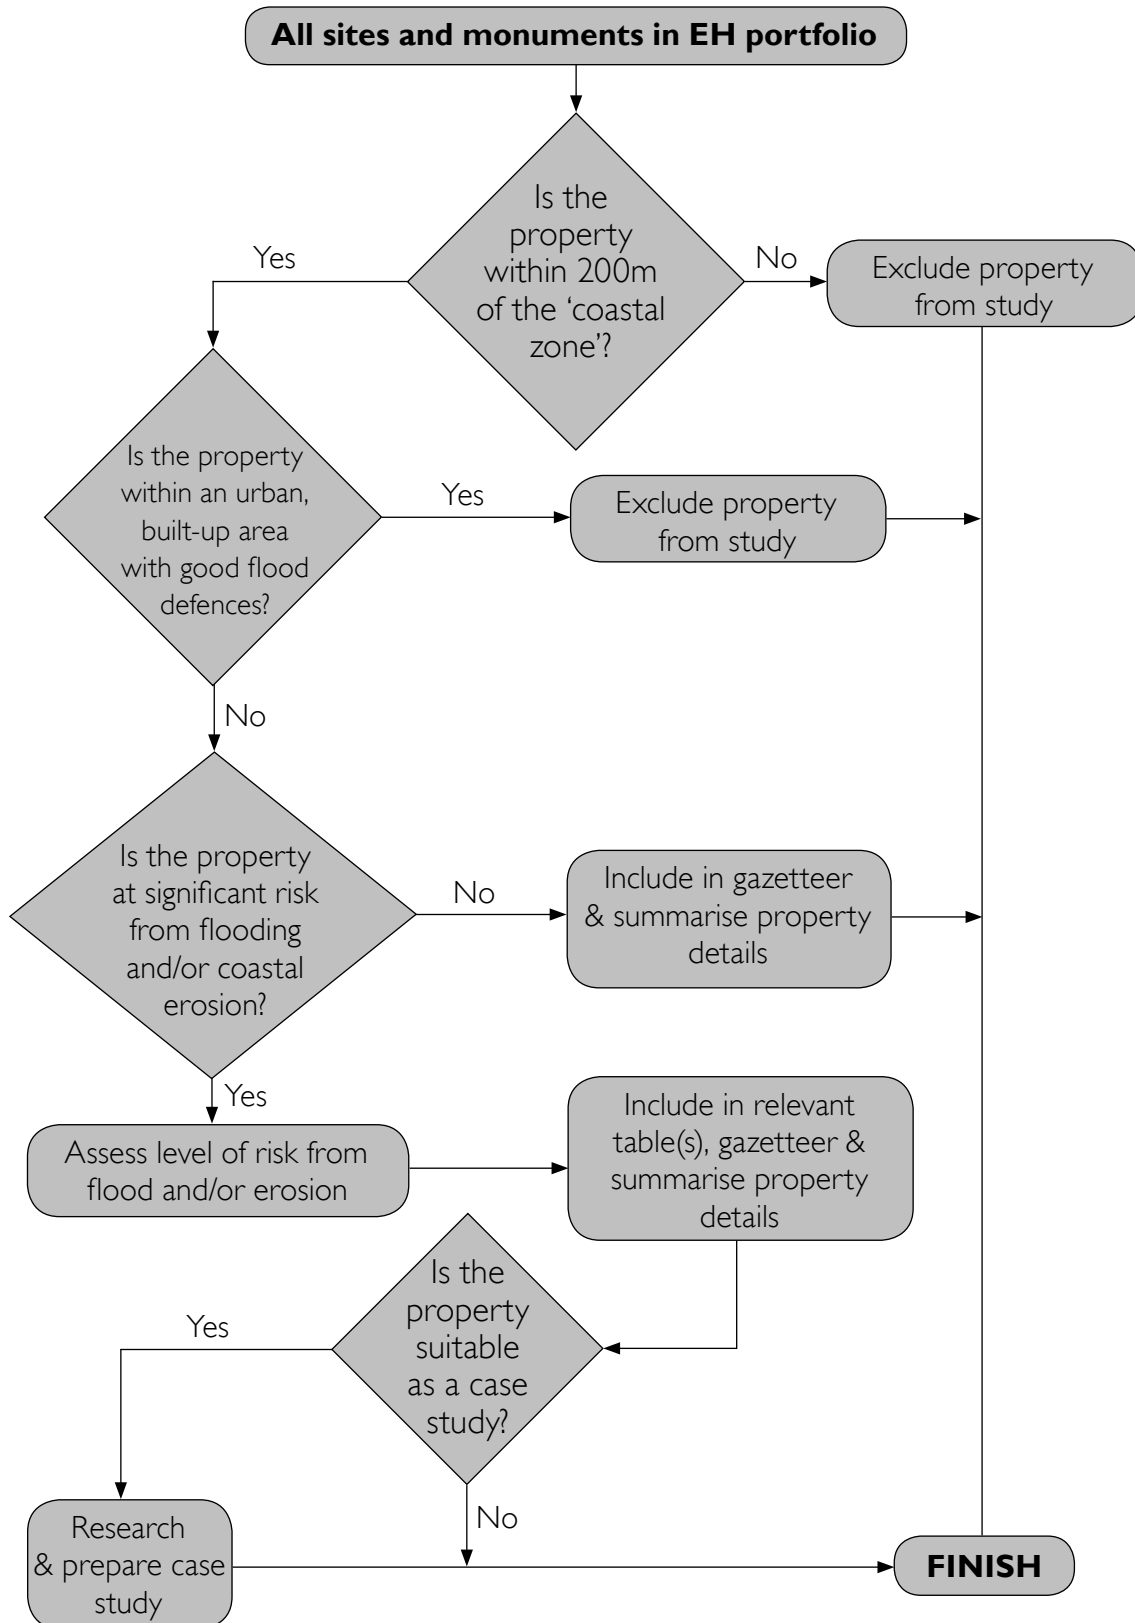 All sites and monuments in EH portfolio
Is the
property
within 200m
of the ‘coastal
zone’?
Yes
No
Exclude property
from study
Is the property
within an urban,
built-up area
with good flood
defences?
Yes
Exclude property
from study
No
Is the property
at significant risk
from flooding
and/or coastal
erosion?
No
Include in gazetteer
& summarise property
details
Yes
Assess level of risk from
flood and/or erosion
Include in relevant
table(s), gazetteer &
summarise property
details
Is the
property
suitable
as a case
study?
Yes
No
Research
& prepare case
study
FINISH